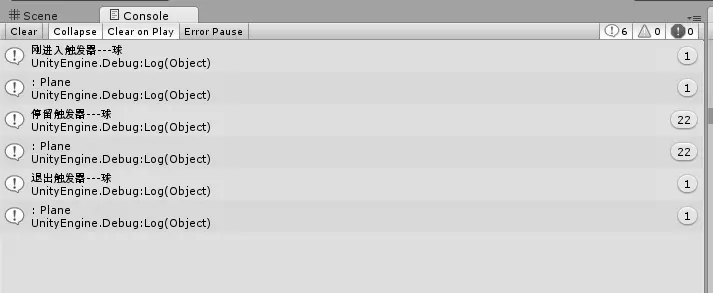 Scene
Console
Clear
Collapse
Clear on Play
Error Pause
6
0
0
刚进入触发器---球
UnityEngine.Debug:Log(Object)
1
: Plane
UnityEngine.Debug:Log(Object)
1
停留触发器---球
UnityEngine.Debug:Log(Object)
22
: Plane
UnityEngine.Debug:Log(Object)
22
退出触发器---球
UnityEngine.Debug:Log(Object)
1
: Plane
UnityEngine.Debug:Log(Object)
1